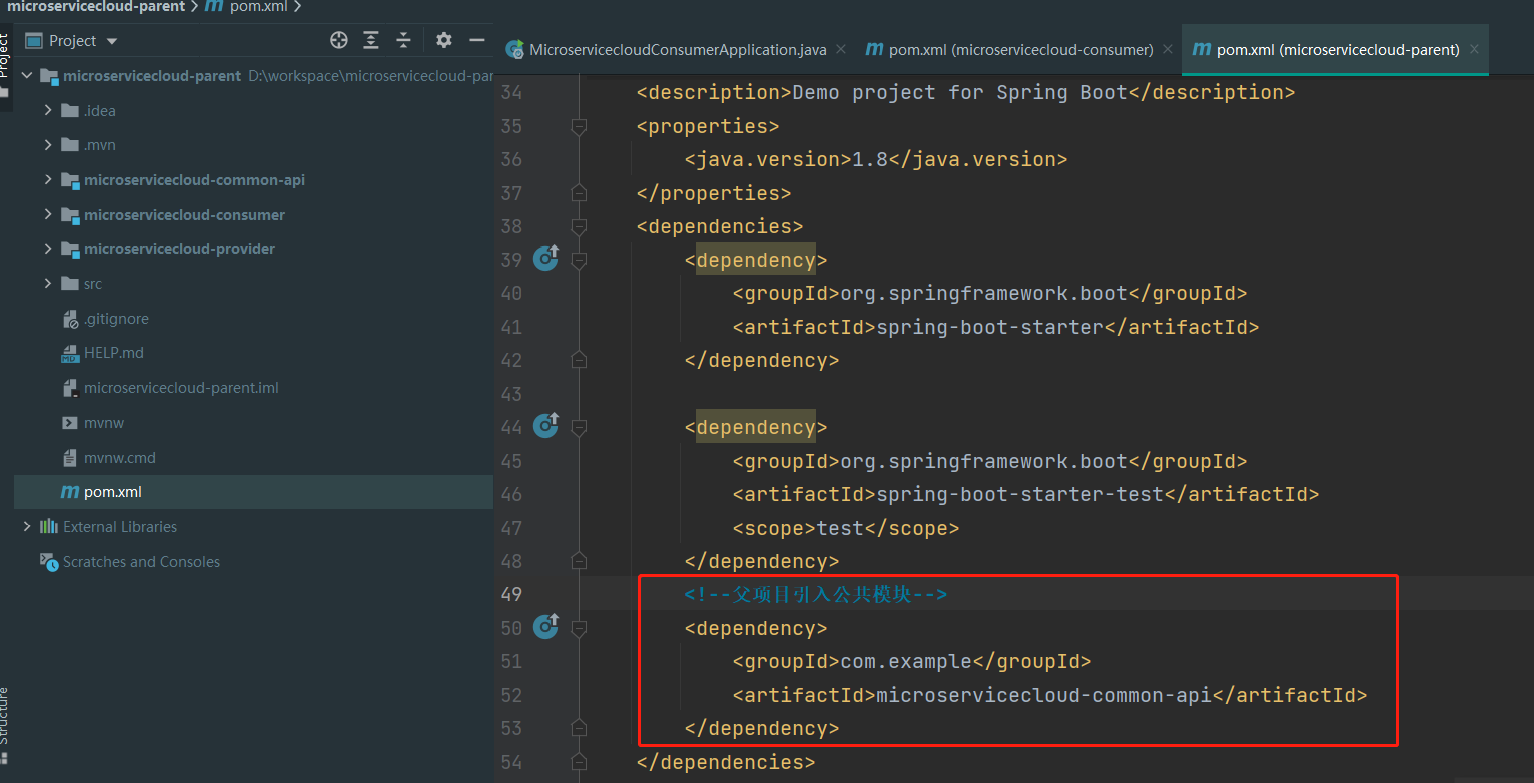 microservicecloud-parent
pom.xml
Project
Project
microservicecloud-parent D:\workspace\microservicecloud-par
.idea
.mvn
microservicecloud-common-api
microservicecloud-consumer
microservicecloud-provider
src
.gitignore
HELP.md
microservicecloud-parent.iml
mvnw
mvnw.cmd
pom.xml
External Libraries
Scratches and Consoles
Structure
MicroservicecloudConsumerApplication.java
pom.xml (microservicecloud-consumer)
pom.xml (microservicecloud-parent)
34 <description>Demo project for Spring Boot</description>
35 <properties>
36 <java.version>1.8</java.version>
37 </properties>
38 <dependencies>
39 <dependency>
40 <groupId>org.springframework.boot</groupId>
41 <artifactId>spring-boot-starter</artifactId>
42 </dependency>
43
44 <dependency>
45 <groupId>org.springframework.boot</groupId>
46 <artifactId>spring-boot-starter-test</artifactId>
47 <scope>test</scope>
48 </dependency>
49 <!--父项目引入公共模块-->
50 <dependency>
51 <groupId>com.example</groupId>
52 <artifactId>microservicecloud-common-api</artifactId>
53 </dependency>
54 </dependencies>